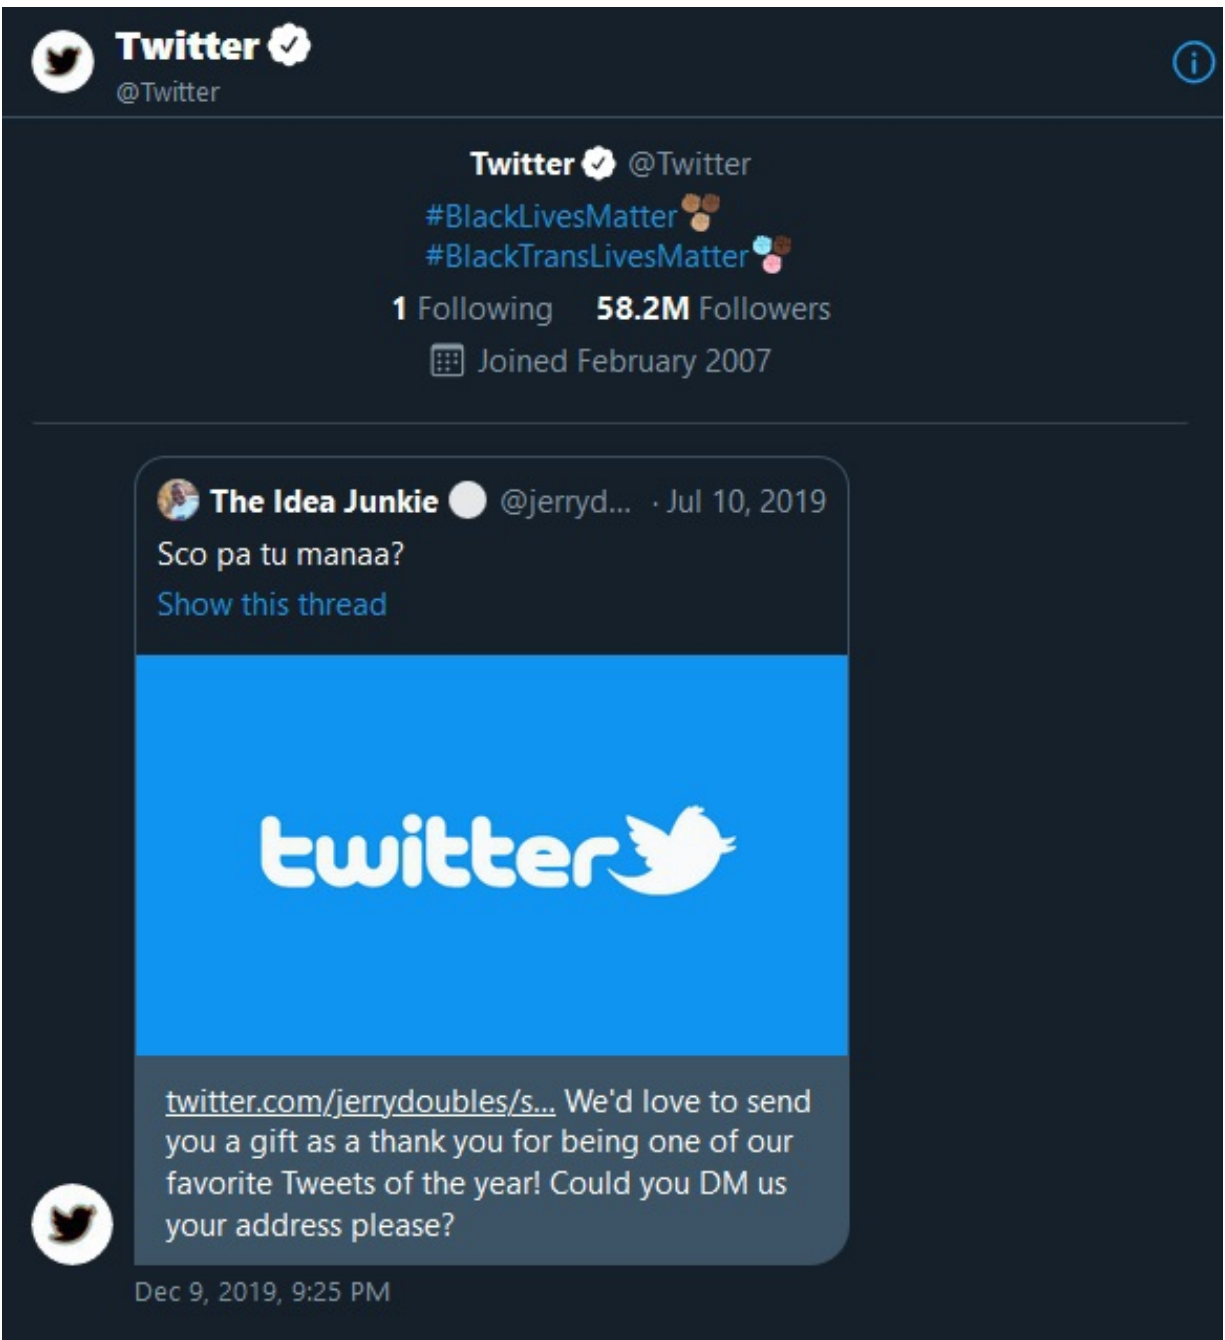 Twitter
@Twitter
Twitter @Twitter
#BlackLivesMatter
#BlackTransLivesMatter
1 Following 58.2M Followers
Joined February 2007
The Idea Junkie @jerryd... · Jul 10, 2019
Sco pa tu manaa?
Show this thread
twitter
twitter.com/jerrydoubles/s... We'd love to send
you a gift as a thank you for being one of our
favorite Tweets of the year! Could you DM us
your address please?
Dec 9, 2019, 9:25 PM